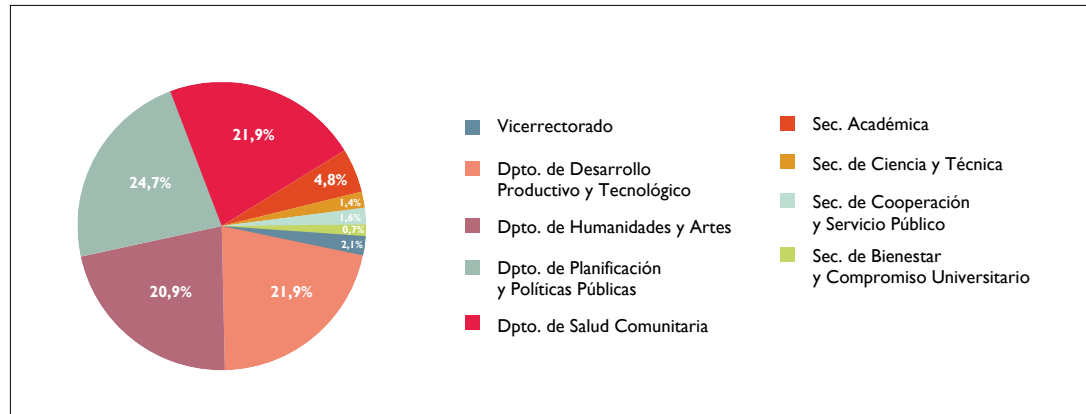 21,9%
4,8%
1,4%
1,6%
0,7%
2,1%
21,9%
20,9%
24,7%
Vicerrectorado
Dpto. de Desarrollo
Productivo y Tecnológico
Dpto. de Humanidades y Artes
Dpto. de Planificación
y Políticas Públicas
Dpto. de Salud Comunitaria
Sec. Académica
Sec. de Ciencia y Técnica
Sec. de Cooperación
y Servicio Público
Sec. de Bienestar
y Compromiso Universitario